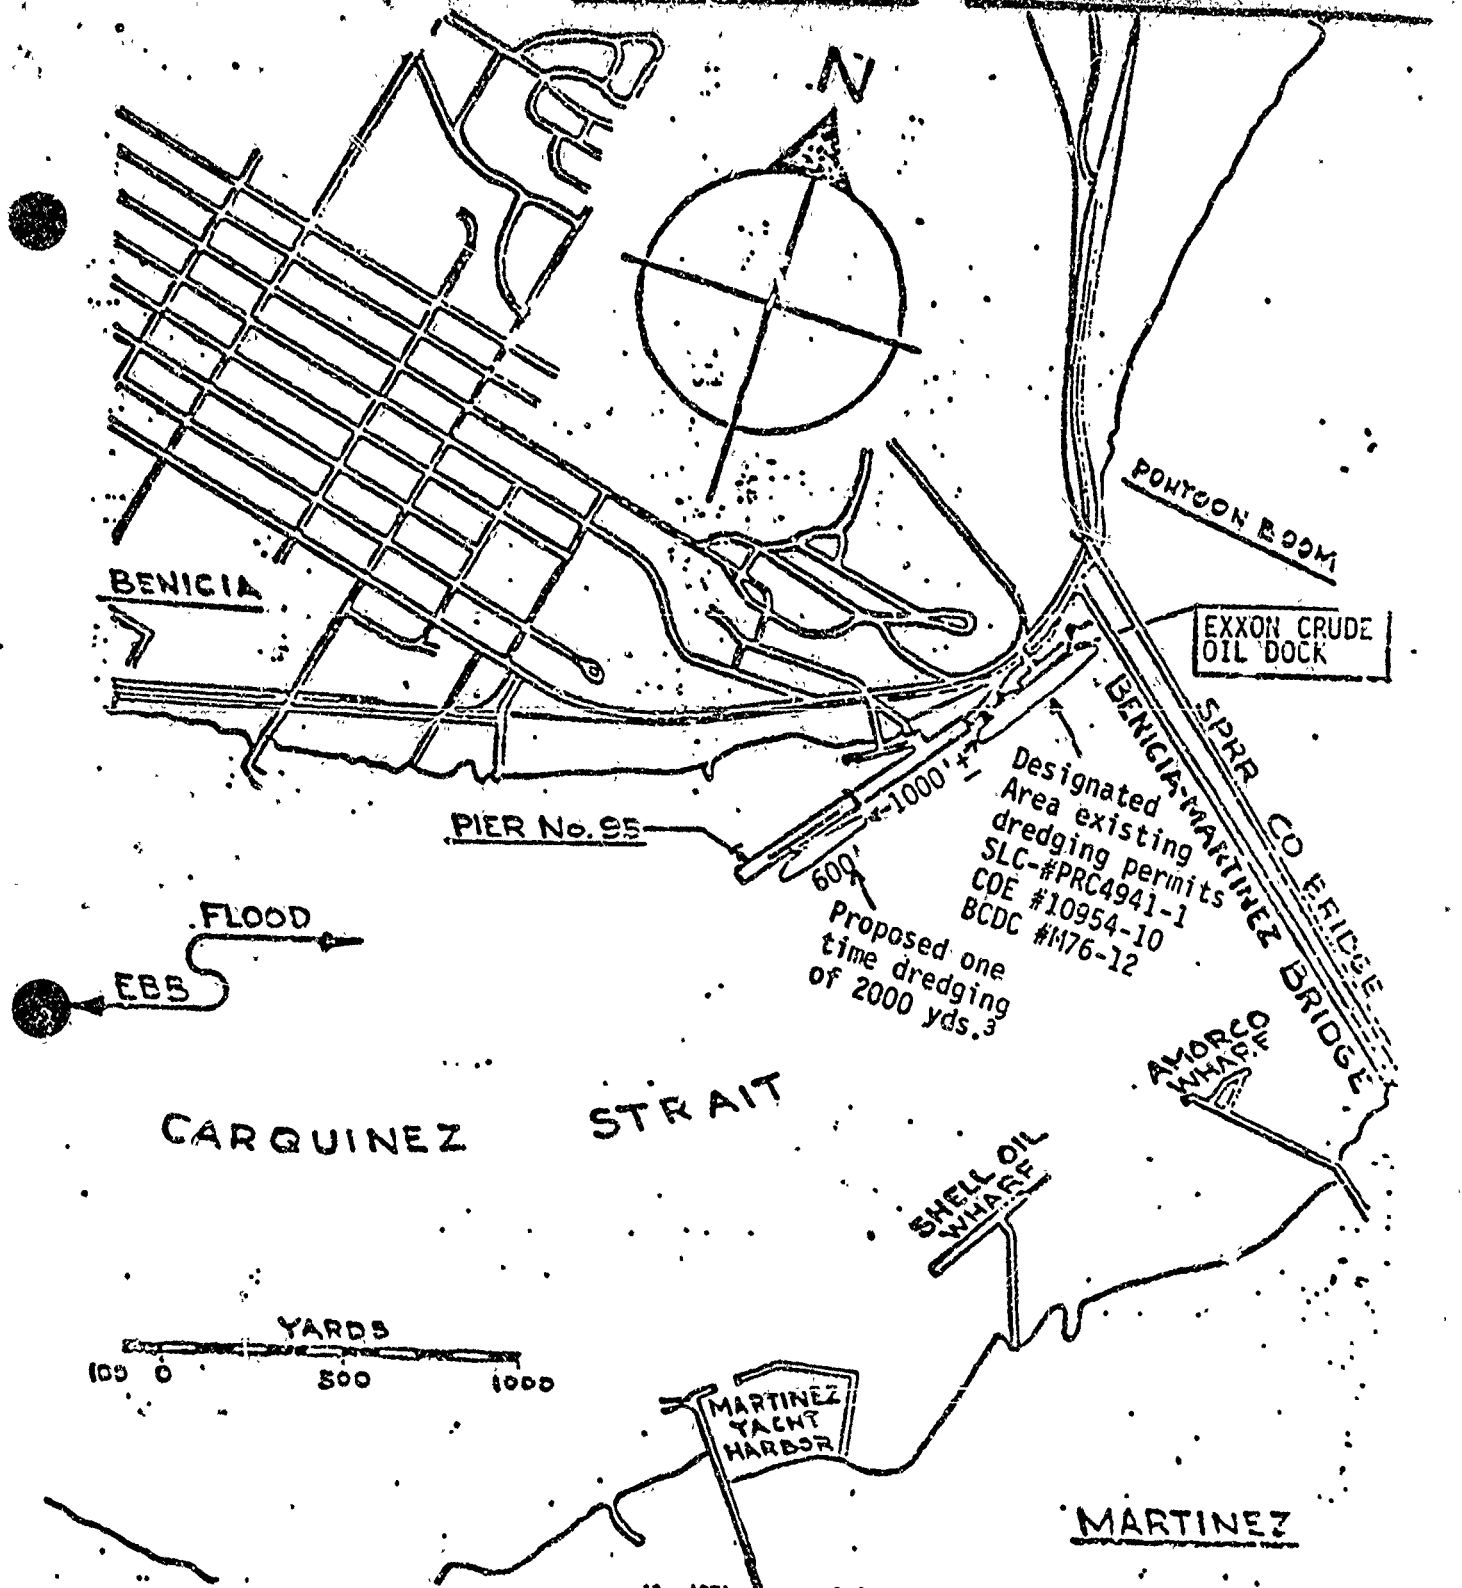 N
PONTOON BOOM
BENICIA
EXXON CRUDE
OIL DOCK
SPRR CO BRIDGE
BENICIA-MARTINEZ BRIDGE
1000'±
Designated
Area existing
dredging permits
SLC-#PRC4941-1
COE #10954-10
BCDC #M76-12
PIER No. 95
600'
Proposed one
time dredging
of 2000 yds.³
FLOOD
EBB
AMORCO
WHARF
CARQUINEZ STRAIT
SHELL OIL
WHARF
YARDS
100 0 500 1000
MARTINEZ
YACHT
HARBOR
MARTINEZ